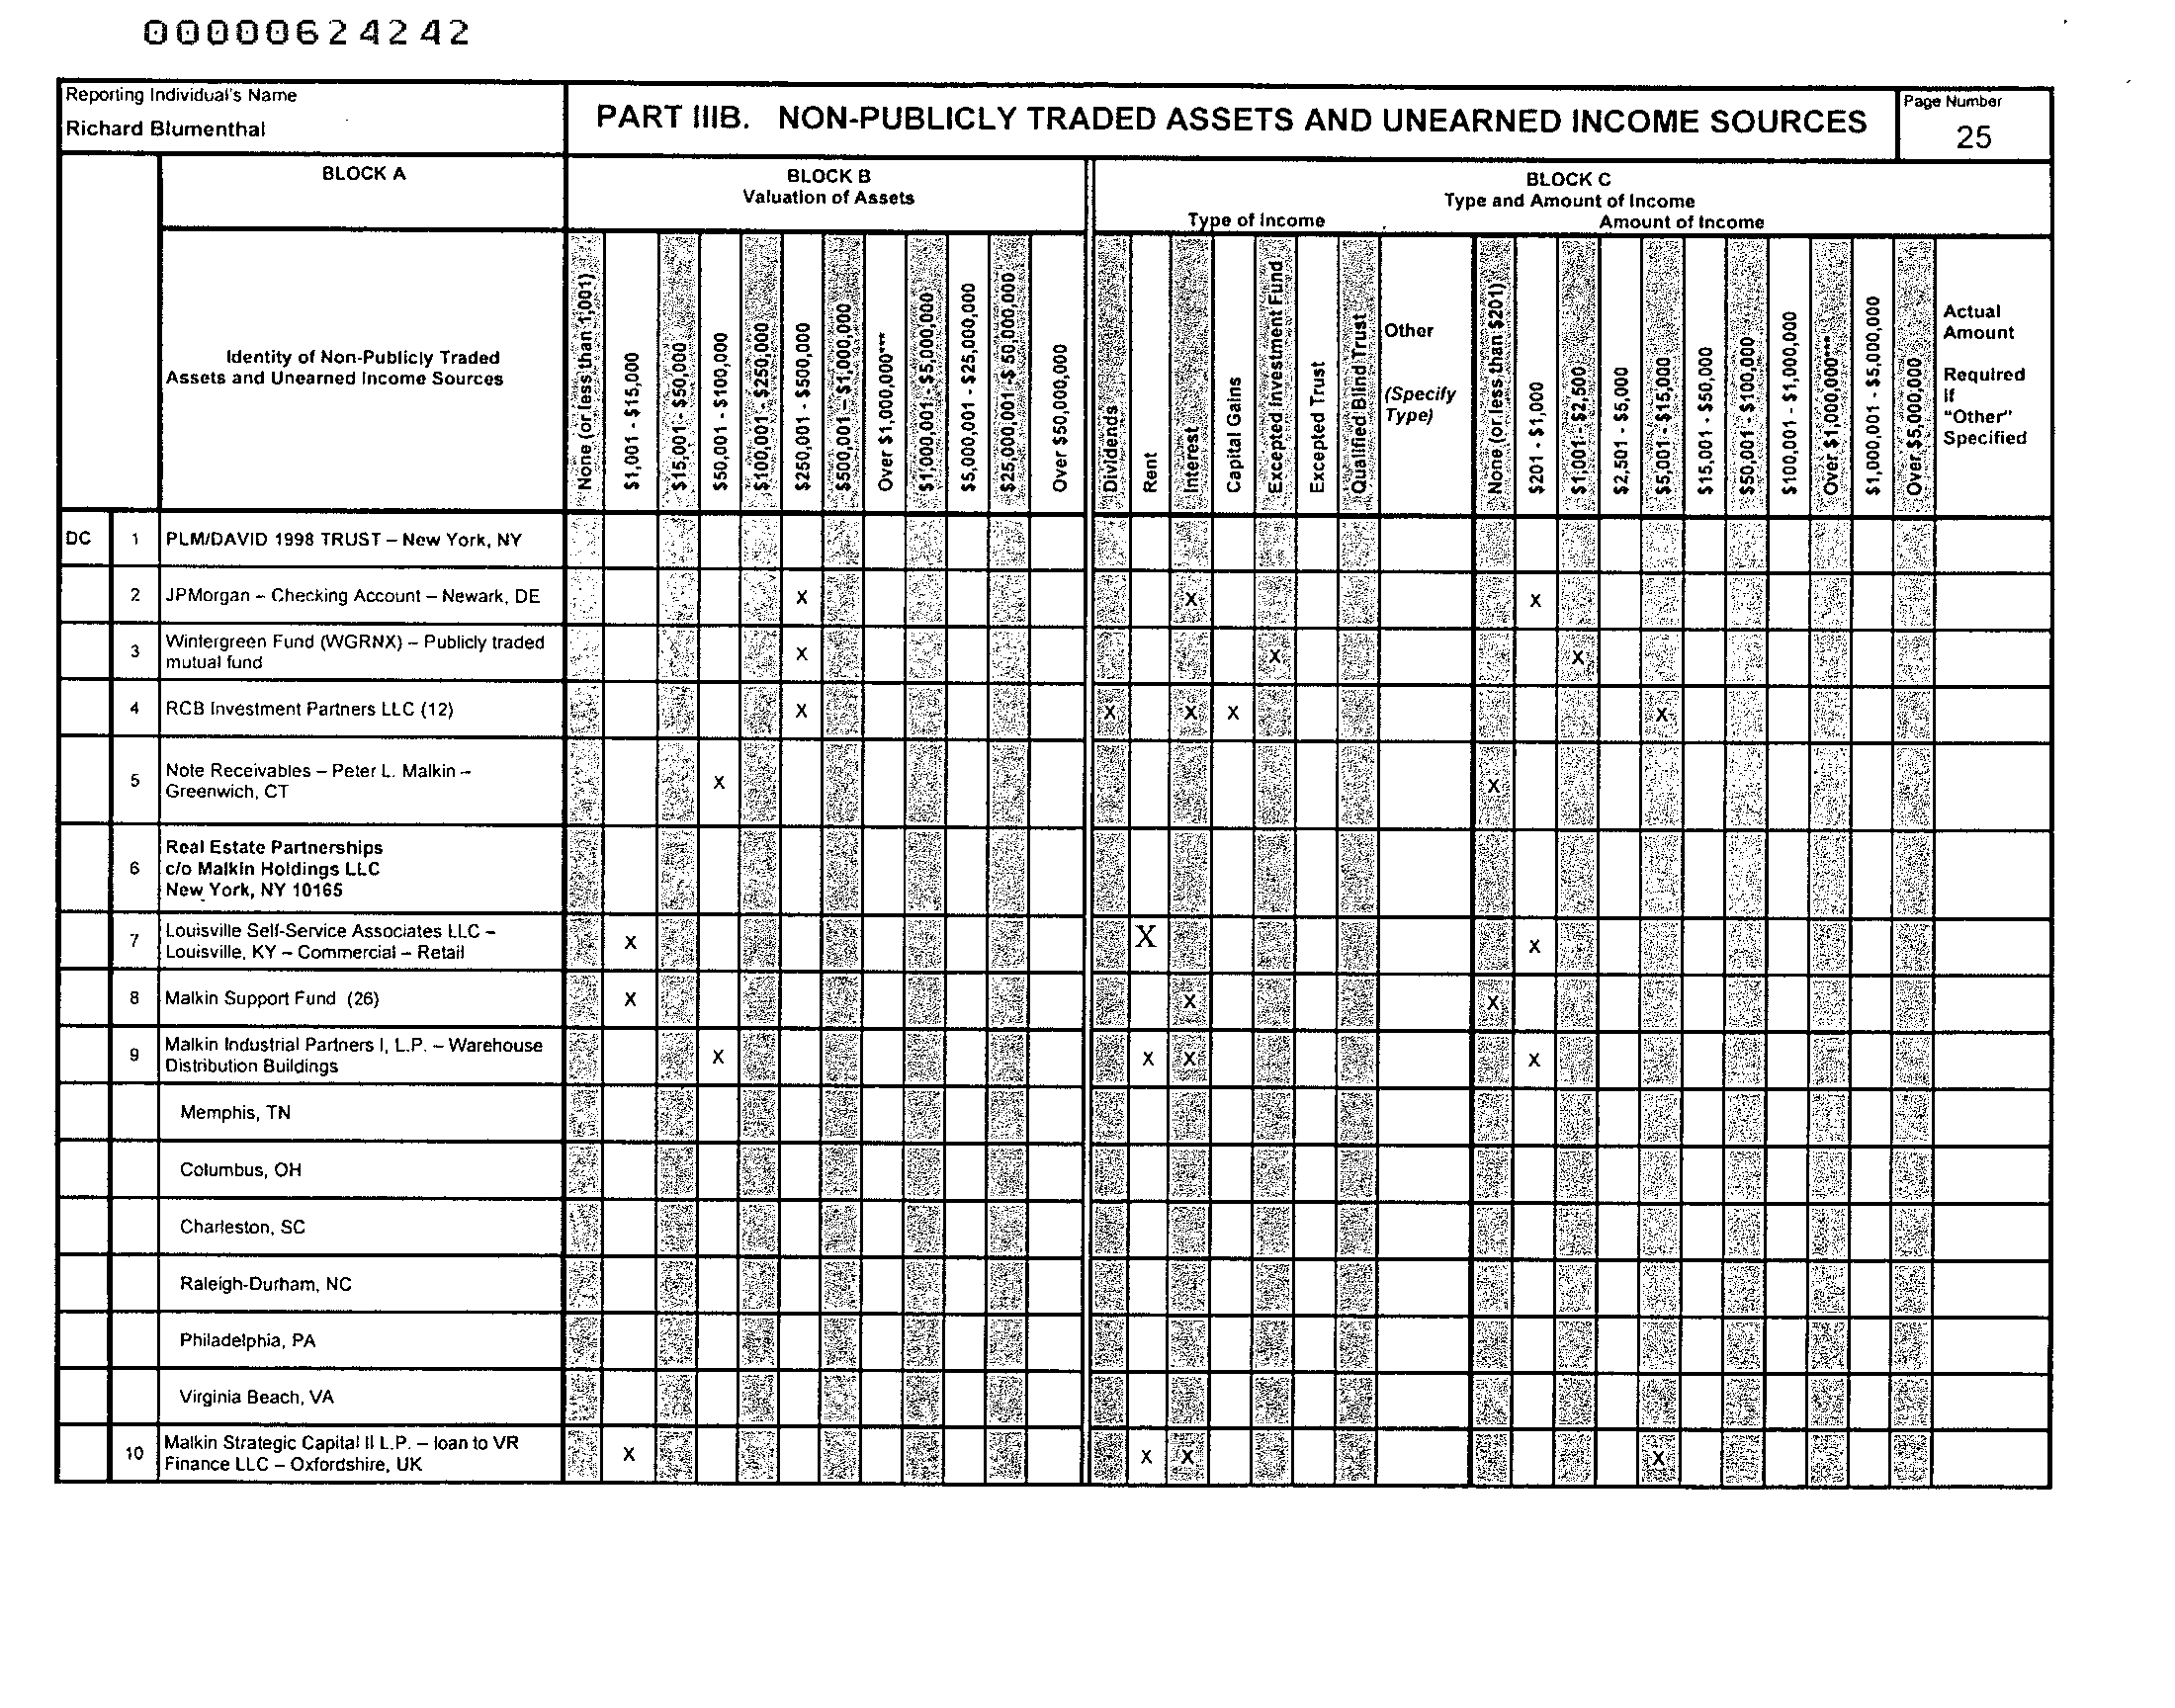 00000624242
Reporting Individual's Name
Richard Blumenthal
PART IIIB. NON-PUBLICLY TRADED ASSETS AND UNEARNED INCOME SOURCES
Page Number
25
BLOCK A
BLOCK B
Valuation of Assets
BLOCK C
Type and Amount of Income
Type of Income
Amount of Income
Identity of Non-Publicly Traded
Assets and Unearned Income Sources
None (or less than 1,001)
$1,001 - $15,000
$15,001 - $50,000
$50,001 - $100,000
$100,001 - $250,000
$250,001 - $500,000
$500,001 – $1,000,000
Over $1,000,000***
$1,000,001 - $5,000,000
$5,000,001 - $25,000,000
$25,000,001 -$ 50,000,000
Over $50,000,000
Dividends
Rent
Interest
Capital Gains
Excepted Investment Fund
Excepted Trust
Qualified Blind Trust
Other
(Specify
Type)
None (or less than $201)
$201 - $1,000
$1,001 - $2,500
$2,501 - $5,000
$5,001 - $15,000
$15,001 - $50,000
$50,001 - $100,000
$100,001 - $1,000,000
Over $1,000,000***
$1,000,001 - $5,000,000
Over $5,000,000
Actual
Amount
Required
If
"Other"
Specified
DC 1 PLM/DAVID 1998 TRUST – New York, NY
2 JPMorgan – Checking Account – Newark, DE X X X
3 Wintergreen Fund (WGRNX) – Publicly traded
mutual fund X X X
4 RCB Investment Partners LLC (12) X X X X X
5 Note Receivables – Peter L. Malkin –
Greenwich, CT X X
6 Real Estate Partnerships
c/o Malkin Holdings LLC
New York, NY 10165
7 Louisville Self-Service Associates LLC –
Louisville, KY – Commercial – Retail X X X
8 Malkin Support Fund (26) X X X
9 Malkin Industrial Partners I, L.P. – Warehouse
Distribution Buildings X X X X
Memphis, TN
Columbus, OH
Charleston, SC
Raleigh-Durham, NC
Philadelphia, PA
Virginia Beach, VA
10 Malkin Strategic Capital II L.P. – loan to VR
Finance LLC – Oxfordshire, UK X X X X